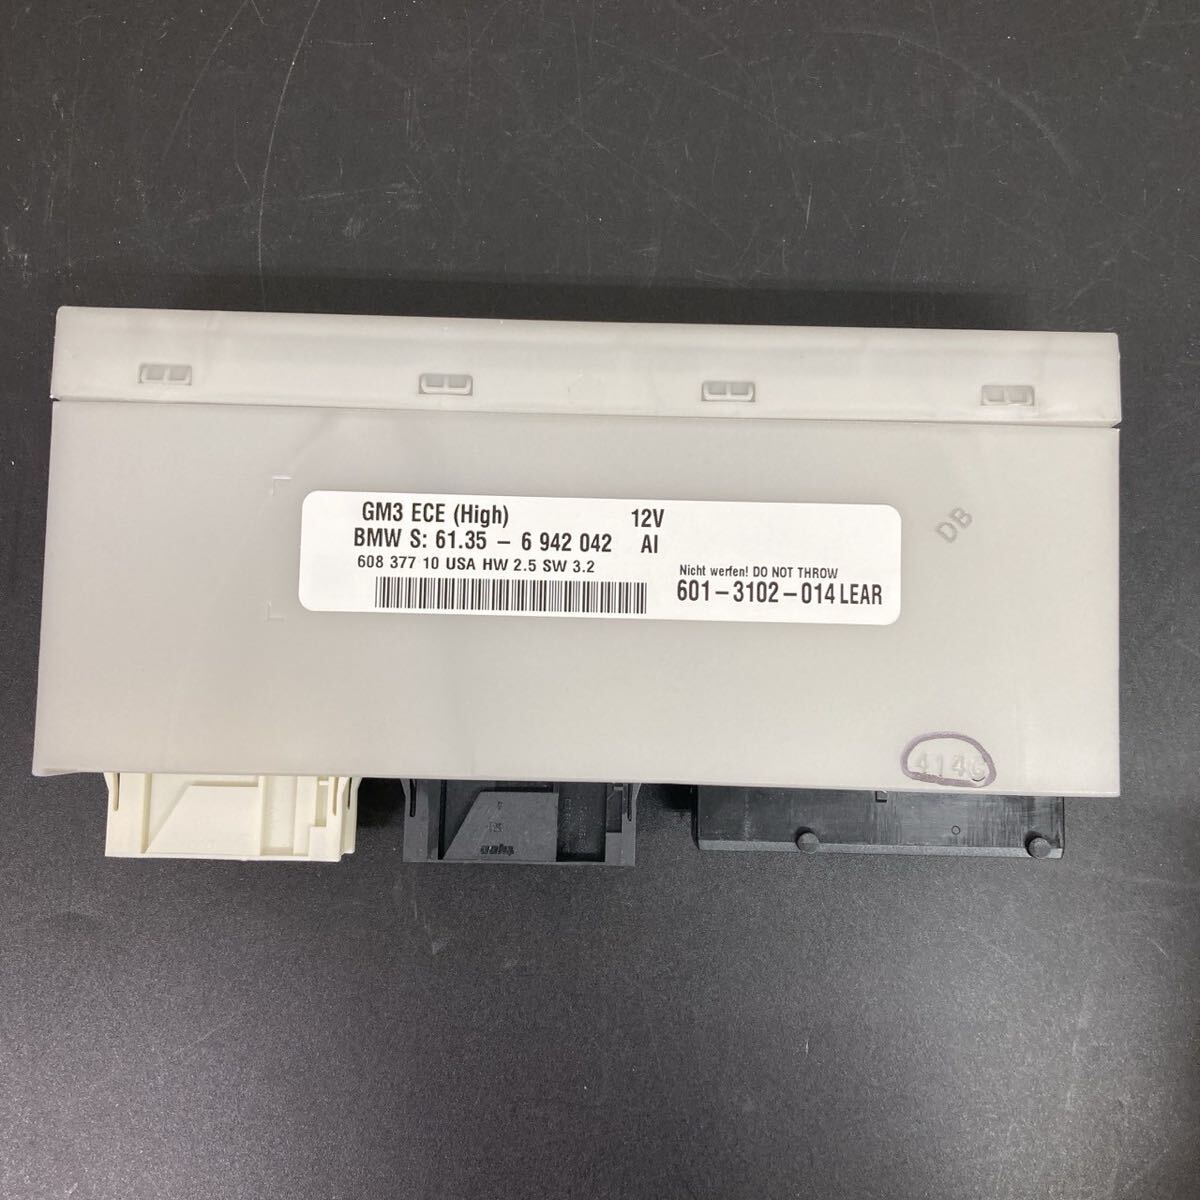 GM3 ECE (High) 12V
BMW S: 61.35 – 6 942 042 AI
608 377 10 USA HW 2.5 SW 3.2
Nicht werfen! DO NOT THROW
601–3102–014 LEAR
DB